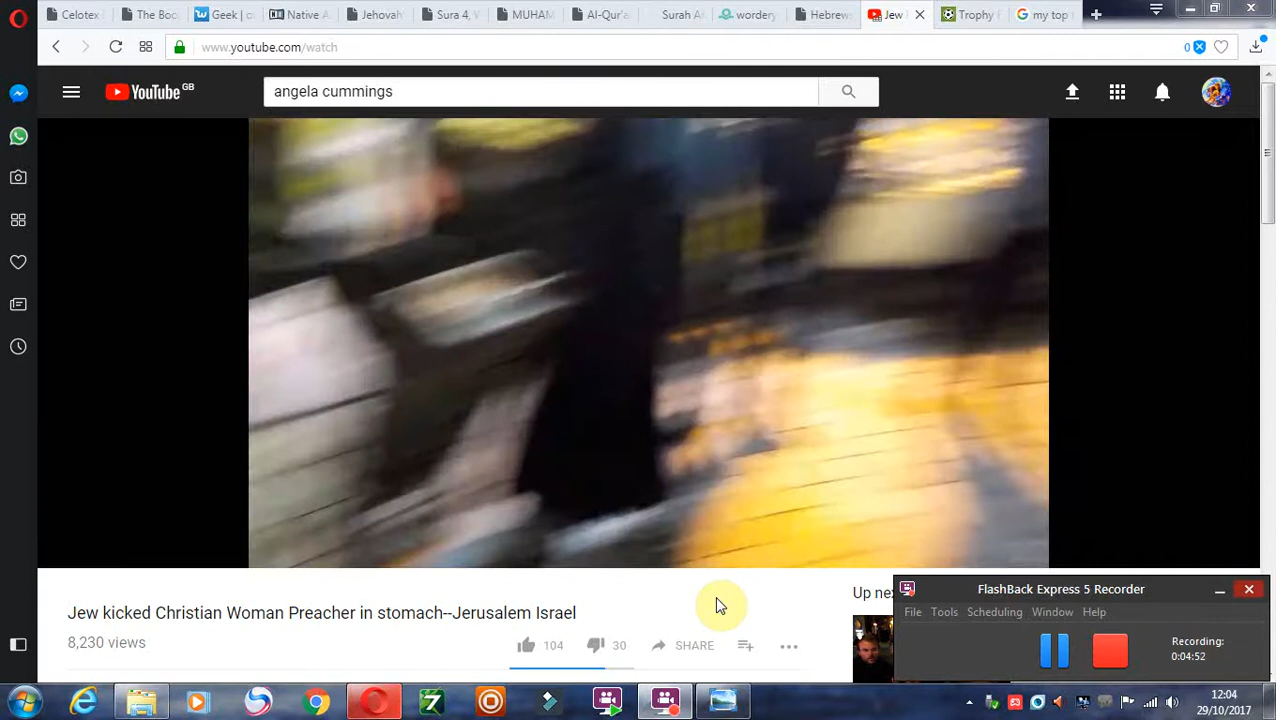 Celotex
The Boo
Geek | c
Native A
Jehovah'
Sura 4, V
MUHAM
Al-Qur'a
Surah A
wordery
Hebrews
Jew
Trophy
my top
www.youtube.com/watch
0
YouTube GB
angela cummings
Jew kicked Christian Woman Preacher in stomach--Jerusalem Israel
8,230 views
104
30
SHARE
Up ne
FlashBack Express 5 Recorder
File Tools Scheduling Window Help
Recording:
0:04:52
12:04
29/10/2017